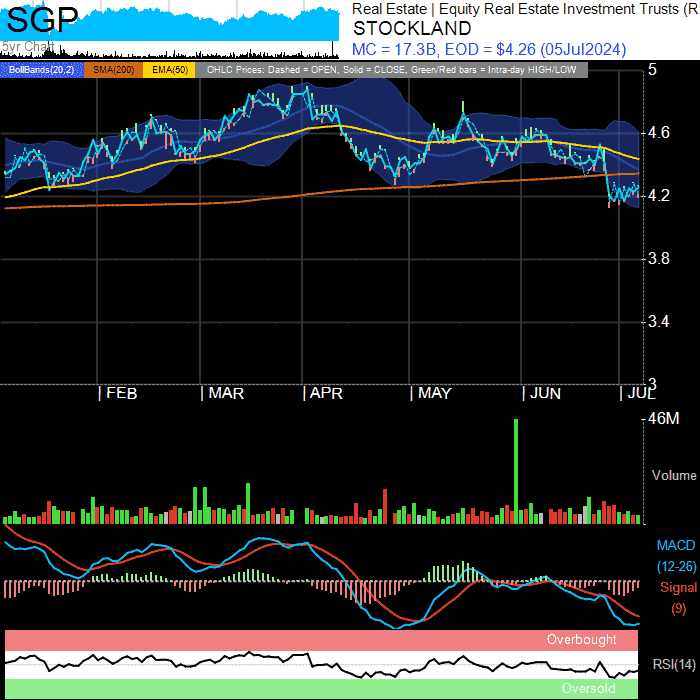 SGP
5yr Chart
Real Estate | Equity Real Estate Investment Trusts (R
STOCKLAND
MC = 17.3B, EOD = $4.26 (05Jul2024)
BollBands(20,2) SMA(200) EMA(50) OHLC Prices: Dashed = OPEN, Solid = CLOSE, Green/Red bars = Intra-day HIGH/LOW
5
4.6
4.2
3.8
3.4
3
| FEB | MAR | APR | MAY | JUN | JUL
46M
Volume
MACD
(12-26)
Signal
(9)
Overbought
RSI(14)
Oversold